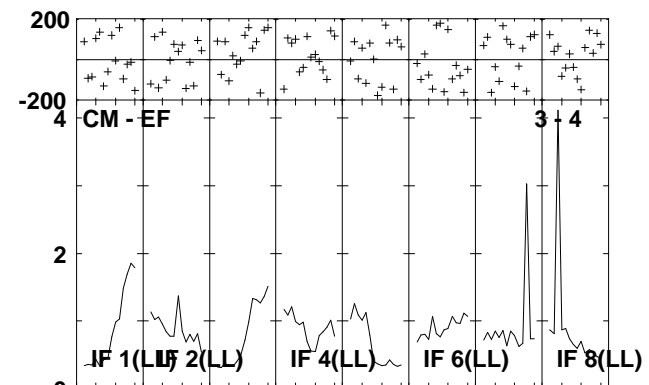 200
-200
4
CM - EF
3 - 4
2
IF 1(LL)
IF 2(LL)
IF 4(LL)
IF 6(LL)
IF 8(LL)
0